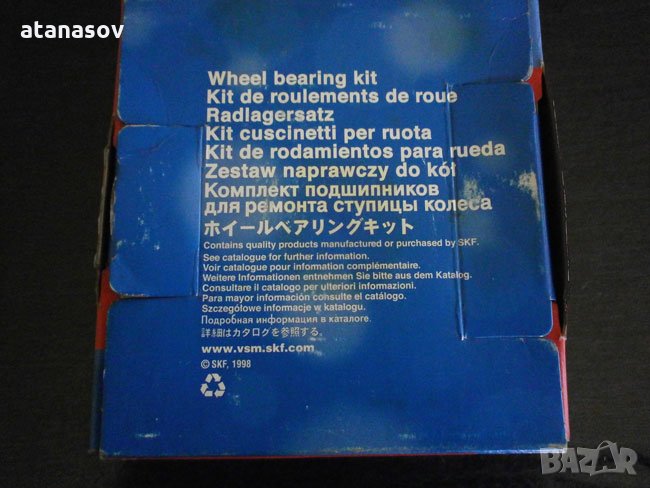 atanasov
Wheel bearing kit
Kit de roulements de roue
Radlagersatz
Kit cuscinetti per ruota
Kit de rodamientos para rueda
Zestaw naprawczy do kół
Комплект подшипников
для ремонта ступицы колеса
ホイールベアリングキット
Contains quality products manufactured or purchased by SKF.
See catalogue for further information.
Voir catalogue pour information complémentaire.
Weitere Informationen entnehmen Sie bitte aus dem Katalog.
Consultare il catalogo per ulteriori informazioni.
Para mayor información consulte el catálogo.
Szczegółowe informacje w katalogu.
Подробная информация в каталоге.
詳細はカタログを参照する。
www.vsm.skf.com
© SKF, 1998
BAZAR